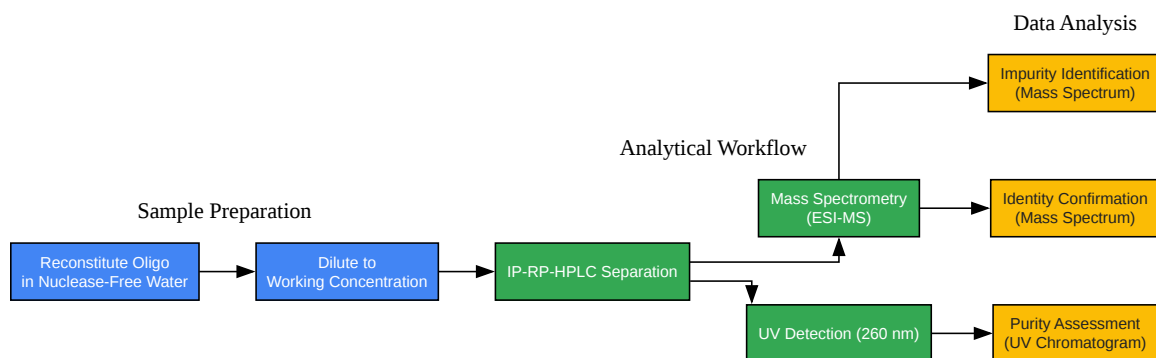 Data Analysis
Impurity Identification
(Mass Spectrum)
Analytical Workflow
Mass Spectrometry
(ESI-MS)
Identity Confirmation
(Mass Spectrum)
Sample Preparation
Reconstitute Oligo
in Nuclease-Free Water
Dilute to
Working Concentration
IP-RP-HPLC Separation
UV Detection (260 nm)
Purity Assessment
(UV Chromatogram)